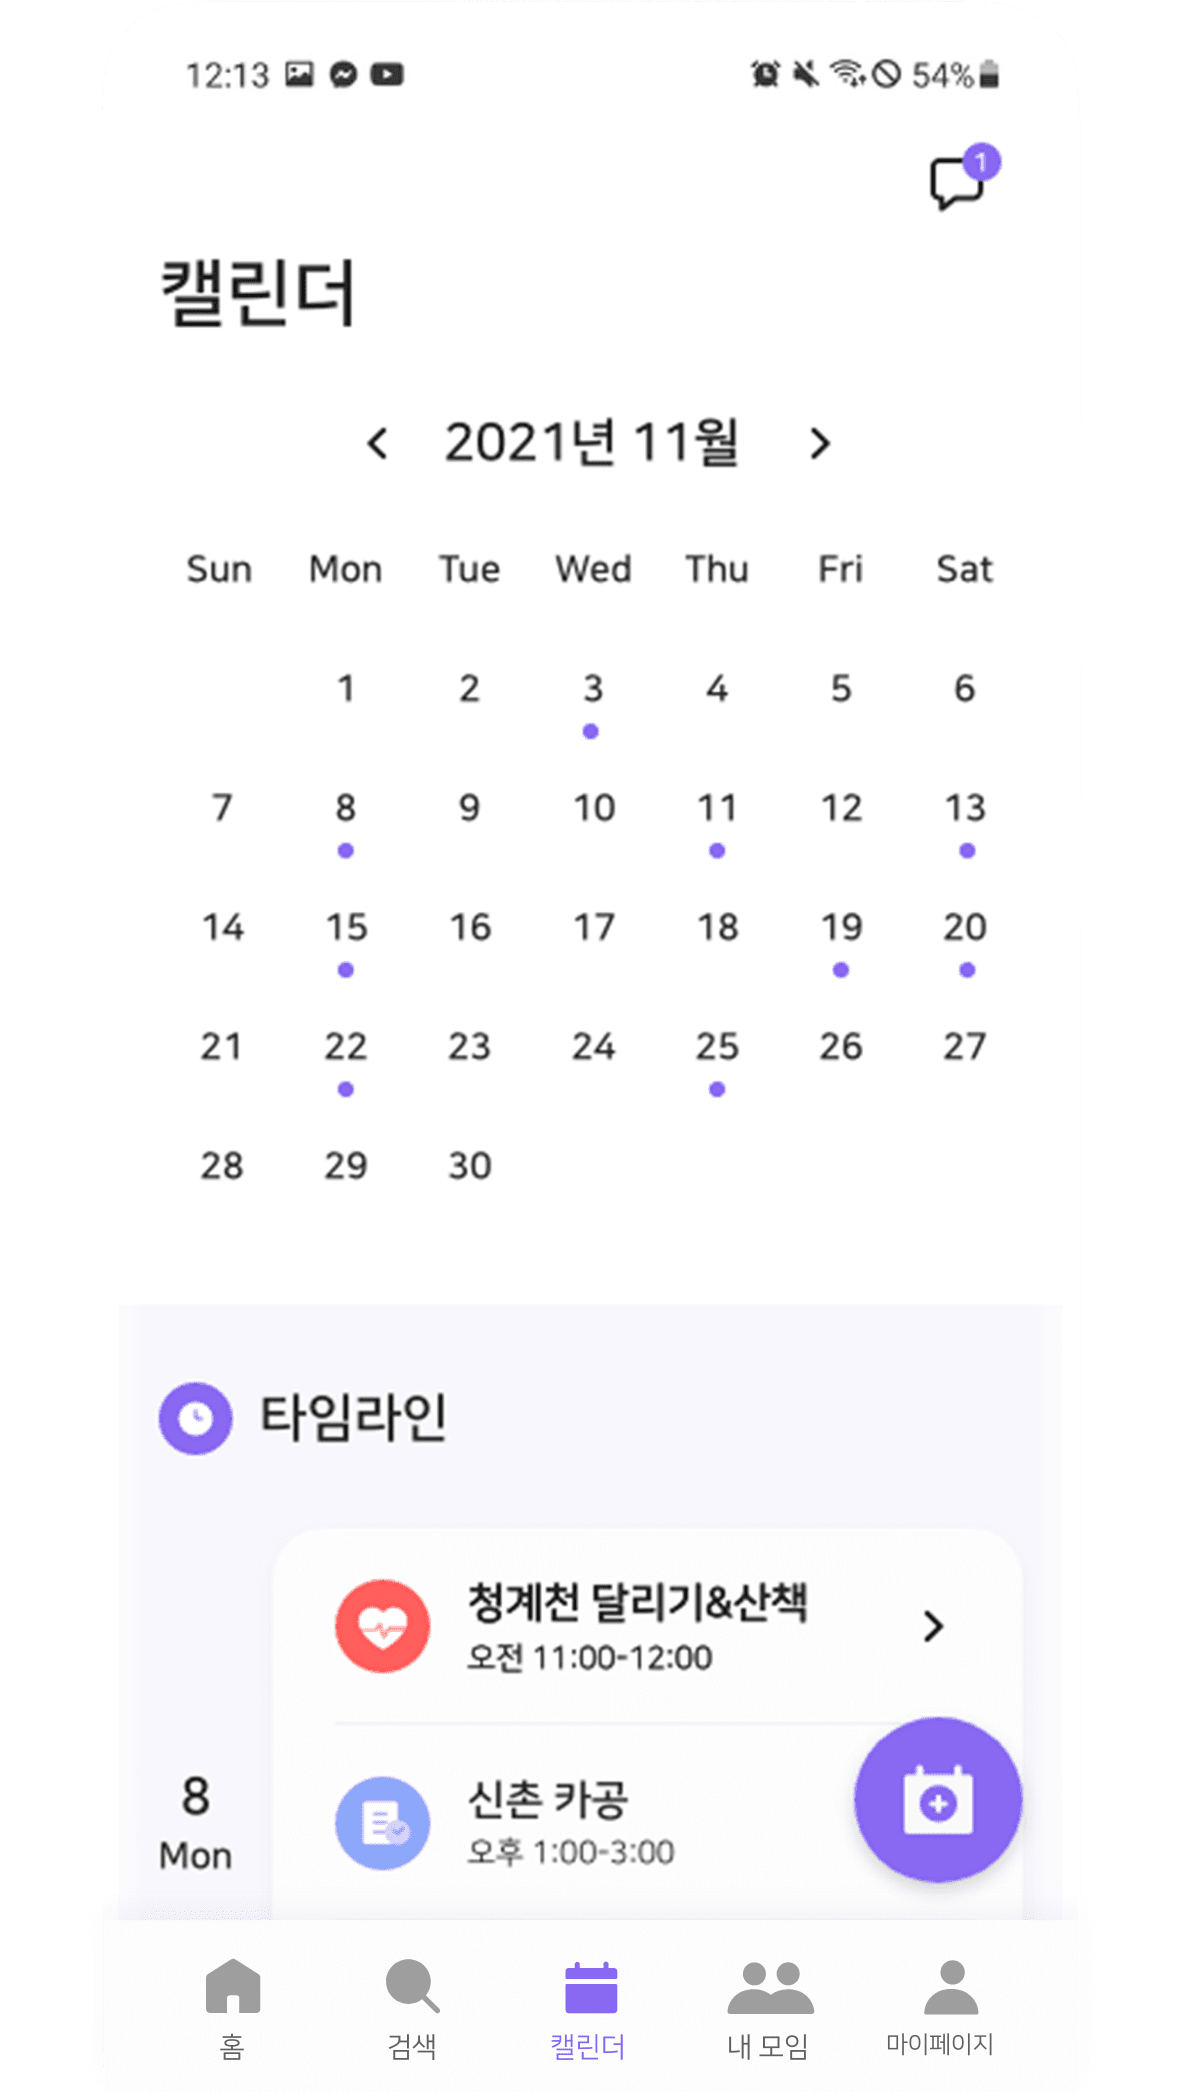 12:13 54%
1
캘린더
2021년 11월
Sun Mon Tue Wed Thu Fri Sat
1 2 3 4 5 6
7 8 9 10 11 12 13
14 15 16 17 18 19 20
21 22 23 24 25 26 27
28 29 30
타임라인
청계천 달리기&산책
오전 11:00-12:00
8
Mon
신촌 카공
오후 1:00-3:00
홈 검색 캘린더 내 모임 마이페이지